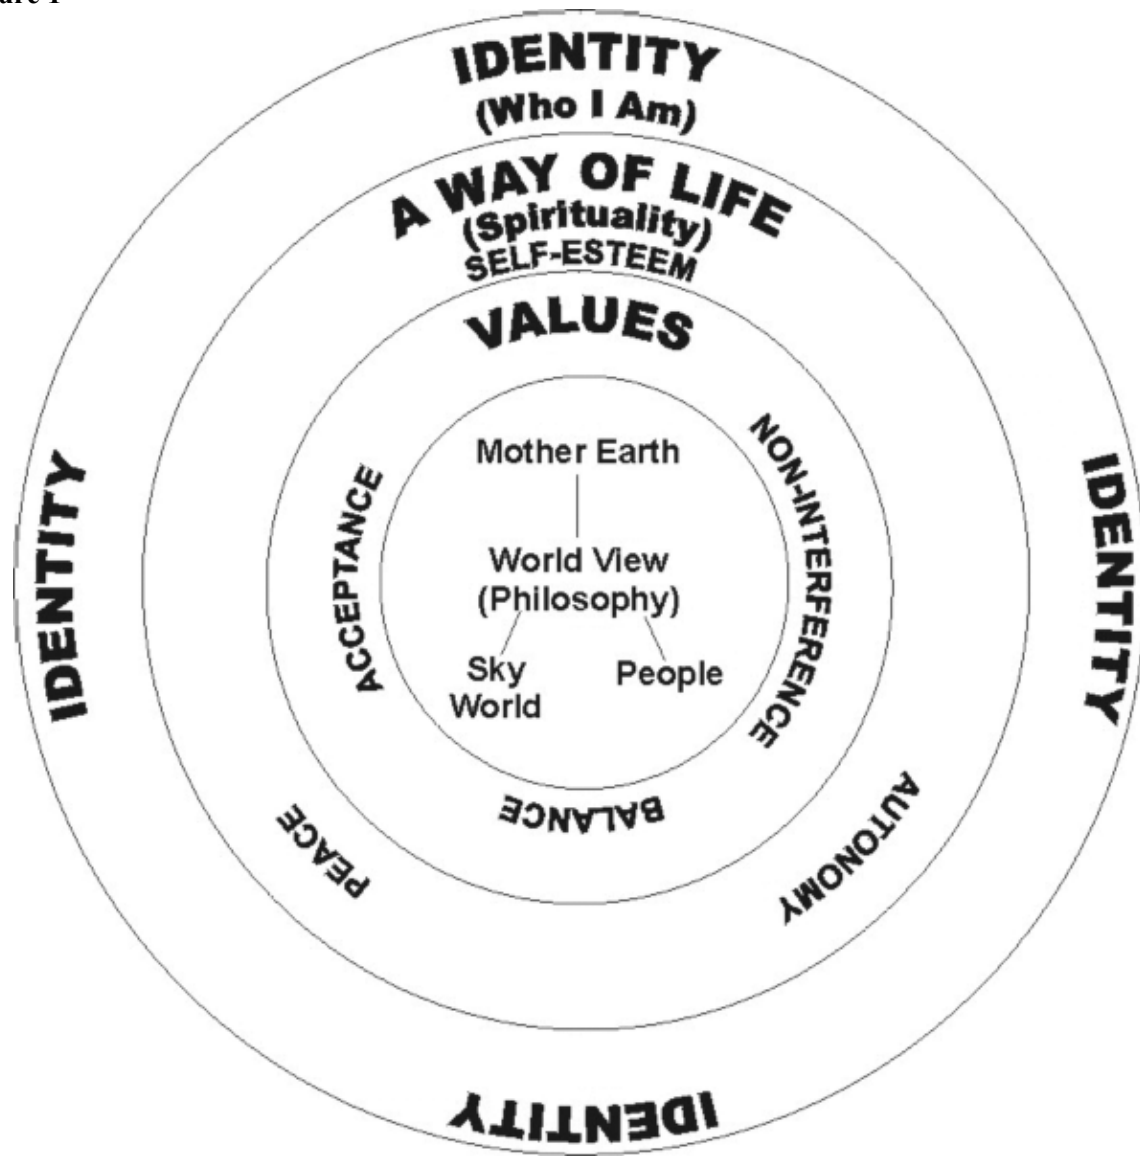 IDENTITY
(Who I Am)
A WAY OF LIFE
(Spirituality)
SELF-ESTEEM
VALUES
NON-INTERFERENCE
ACCEPTANCE
Mother Earth
World View
(Philosophy)
Sky
World
People
BALANCE
IDENTITY
IDENTITY
AUTONOMY
PEACE
IDENTITY